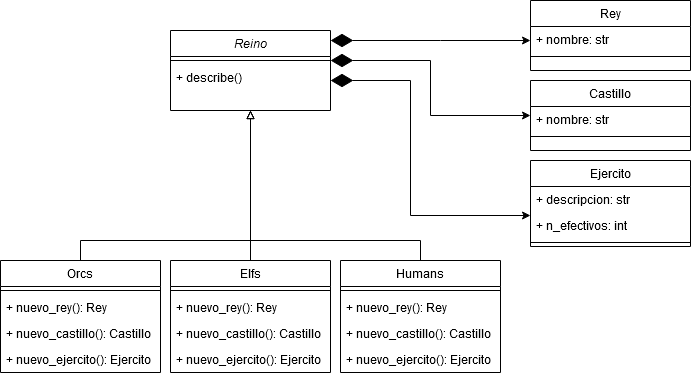 Reino
+ describe()
Rey
+ nombre: str
Castillo
+ nombre: str
Ejercito
+ descripcion: str
+ n_efectivos: int
Orcs
+ nuevo_rey(): Rey
+ nuevo_castillo(): Castillo
+ nuevo_ejercito(): Ejercito
Elfs
+ nuevo_rey(): Rey
+ nuevo_castillo(): Castillo
+ nuevo_ejercito(): Ejercito
Humans
+ nuevo_rey(): Rey
+ nuevo_castillo(): Castillo
+ nuevo_ejercito(): Ejercito